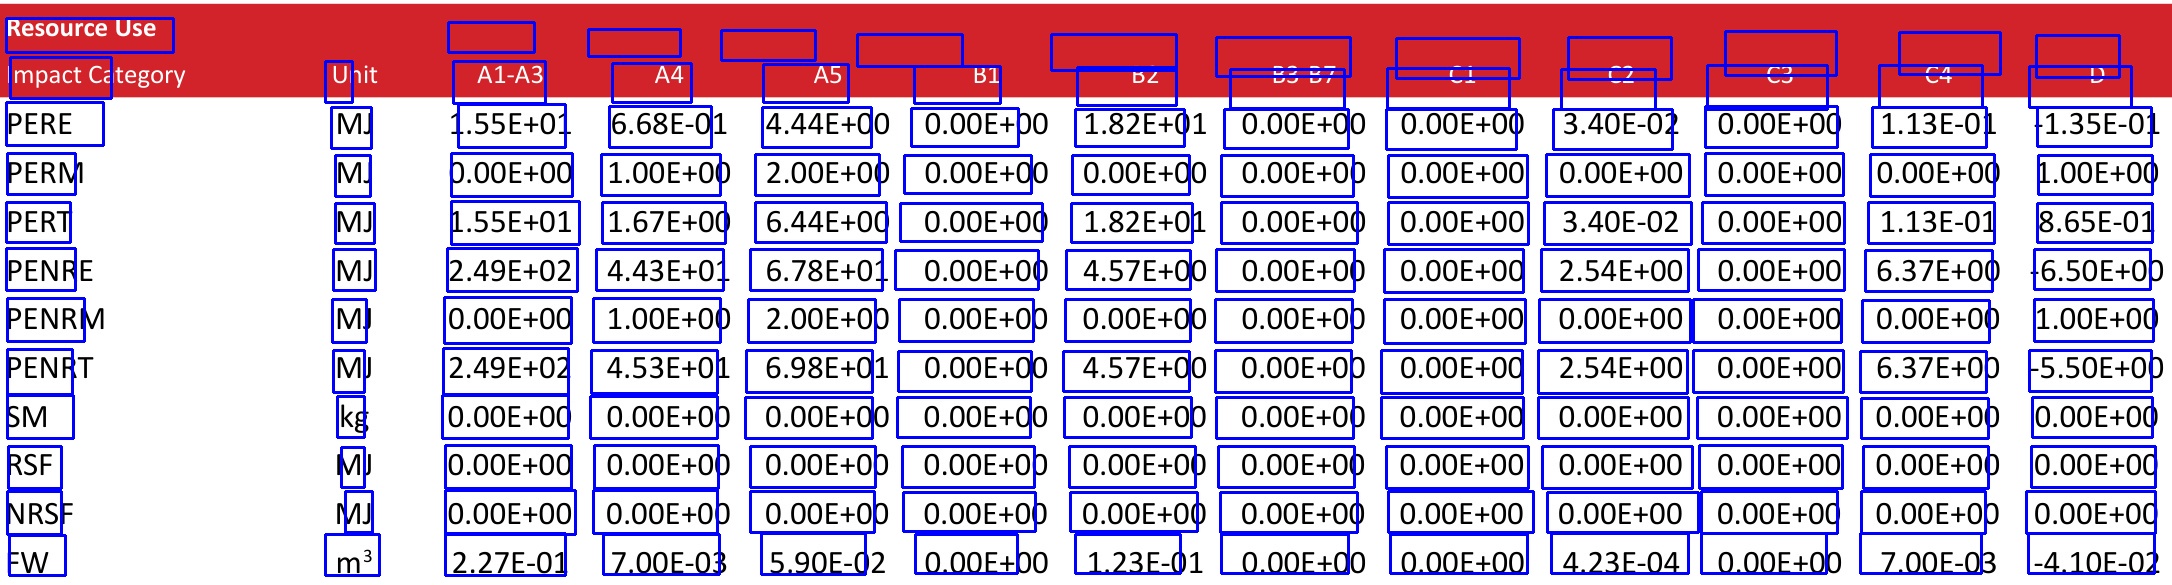 Resource Use
Impact Category Unit A1-A3 A4 A5 B1 B2 B3-B7 C1 C2 C3 C4 D
PERE MJ 1.55E+01 6.68E-01 4.44E+00 0.00E+00 1.82E+01 0.00E+00 0.00E+00 3.40E-02 0.00E+00 1.13E-01 -1.35E-01
PERM MJ 0.00E+00 1.00E+00 2.00E+00 0.00E+00 0.00E+00 0.00E+00 0.00E+00 0.00E+00 0.00E+00 0.00E+00 1.00E+00
PERT MJ 1.55E+01 1.67E+00 6.44E+00 0.00E+00 1.82E+01 0.00E+00 0.00E+00 3.40E-02 0.00E+00 1.13E-01 8.65E-01
PENRE MJ 2.49E+02 4.43E+01 6.78E+01 0.00E+00 4.57E+00 0.00E+00 0.00E+00 2.54E+00 0.00E+00 6.37E+00 -6.50E+00
PENRM MJ 0.00E+00 1.00E+00 2.00E+00 0.00E+00 0.00E+00 0.00E+00 0.00E+00 0.00E+00 0.00E+00 0.00E+00 1.00E+00
PENRT MJ 2.49E+02 4.53E+01 6.98E+01 0.00E+00 4.57E+00 0.00E+00 0.00E+00 2.54E+00 0.00E+00 6.37E+00 -5.50E+00
SM kg 0.00E+00 0.00E+00 0.00E+00 0.00E+00 0.00E+00 0.00E+00 0.00E+00 0.00E+00 0.00E+00 0.00E+00 0.00E+00
RSF MJ 0.00E+00 0.00E+00 0.00E+00 0.00E+00 0.00E+00 0.00E+00 0.00E+00 0.00E+00 0.00E+00 0.00E+00 0.00E+00
NRSF MJ 0.00E+00 0.00E+00 0.00E+00 0.00E+00 0.00E+00 0.00E+00 0.00E+00 0.00E+00 0.00E+00 0.00E+00 0.00E+00
FW m³ 2.27E-01 7.00E-03 5.90E-02 0.00E+00 1.23E-01 0.00E+00 0.00E+00 4.23E-04 0.00E+00 7.00E-03 -4.10E-02